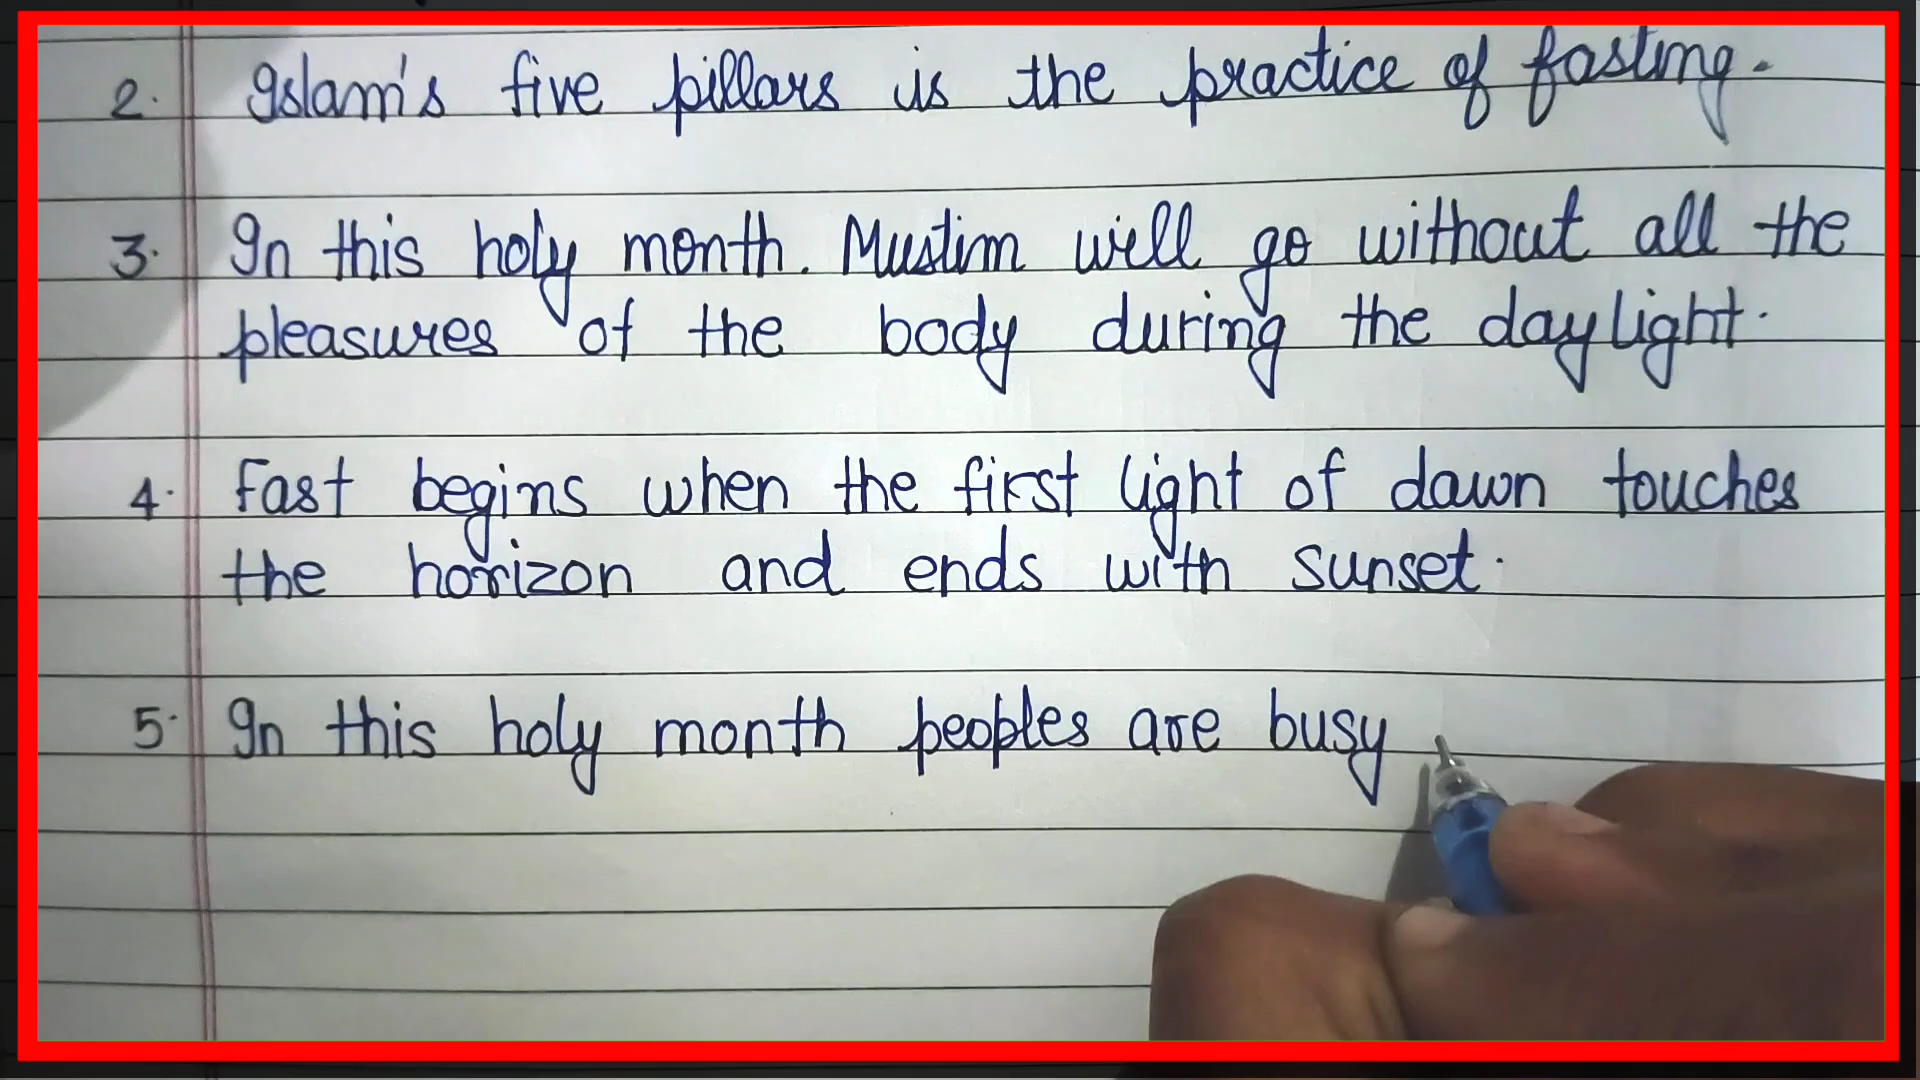 2. Islam's five pillars is the practice of fasting.
3. In this holy month. Mustim will go without all the
pleasures of the body during the daylight.
4. Fast begins when the first light of dawn touches
the horizon and ends with sunset.
5. In this holy month peoples are busy